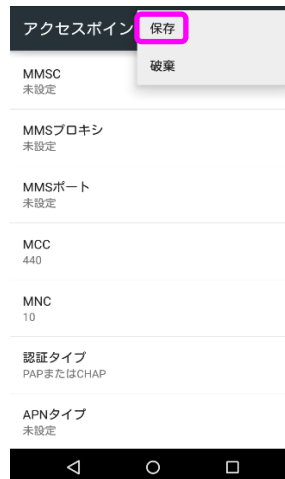 アクセスポイン
保存
破棄
MMSC
未設定
MMSプロキシ
未設定
MMSポート
未設定
MCC
440
MNC
10
認証タイプ
PAPまたはCHAP
APNタイプ
未設定